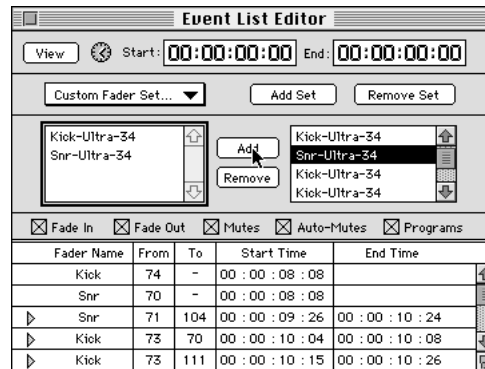 Event List Editor
View Start: 00:00:00:00 End: 00:00:00:00
Custom Fader Set... Add Set Remove Set
Kick-Ultra-34
Snr-Ultra-34
Add
Remove
Kick-Ultra-34
Snr-Ultra-34
Kick-Ultra-34
Kick-Ultra-34
Fade In Fade Out Mutes Auto-Mutes Programs
Fader Name From To Start Time End Time
Kick 74 - 00 : 00 : 08 : 08
Snr 70 - 00 : 00 : 08 : 08
Snr 71 104 00 : 00 : 09 : 26 00 : 00 : 10 : 24
Kick 73 70 00 : 00 : 10 : 04 00 : 00 : 10 : 08
Kick 73 111 00 : 00 : 10 : 15 00 : 00 : 10 : 26